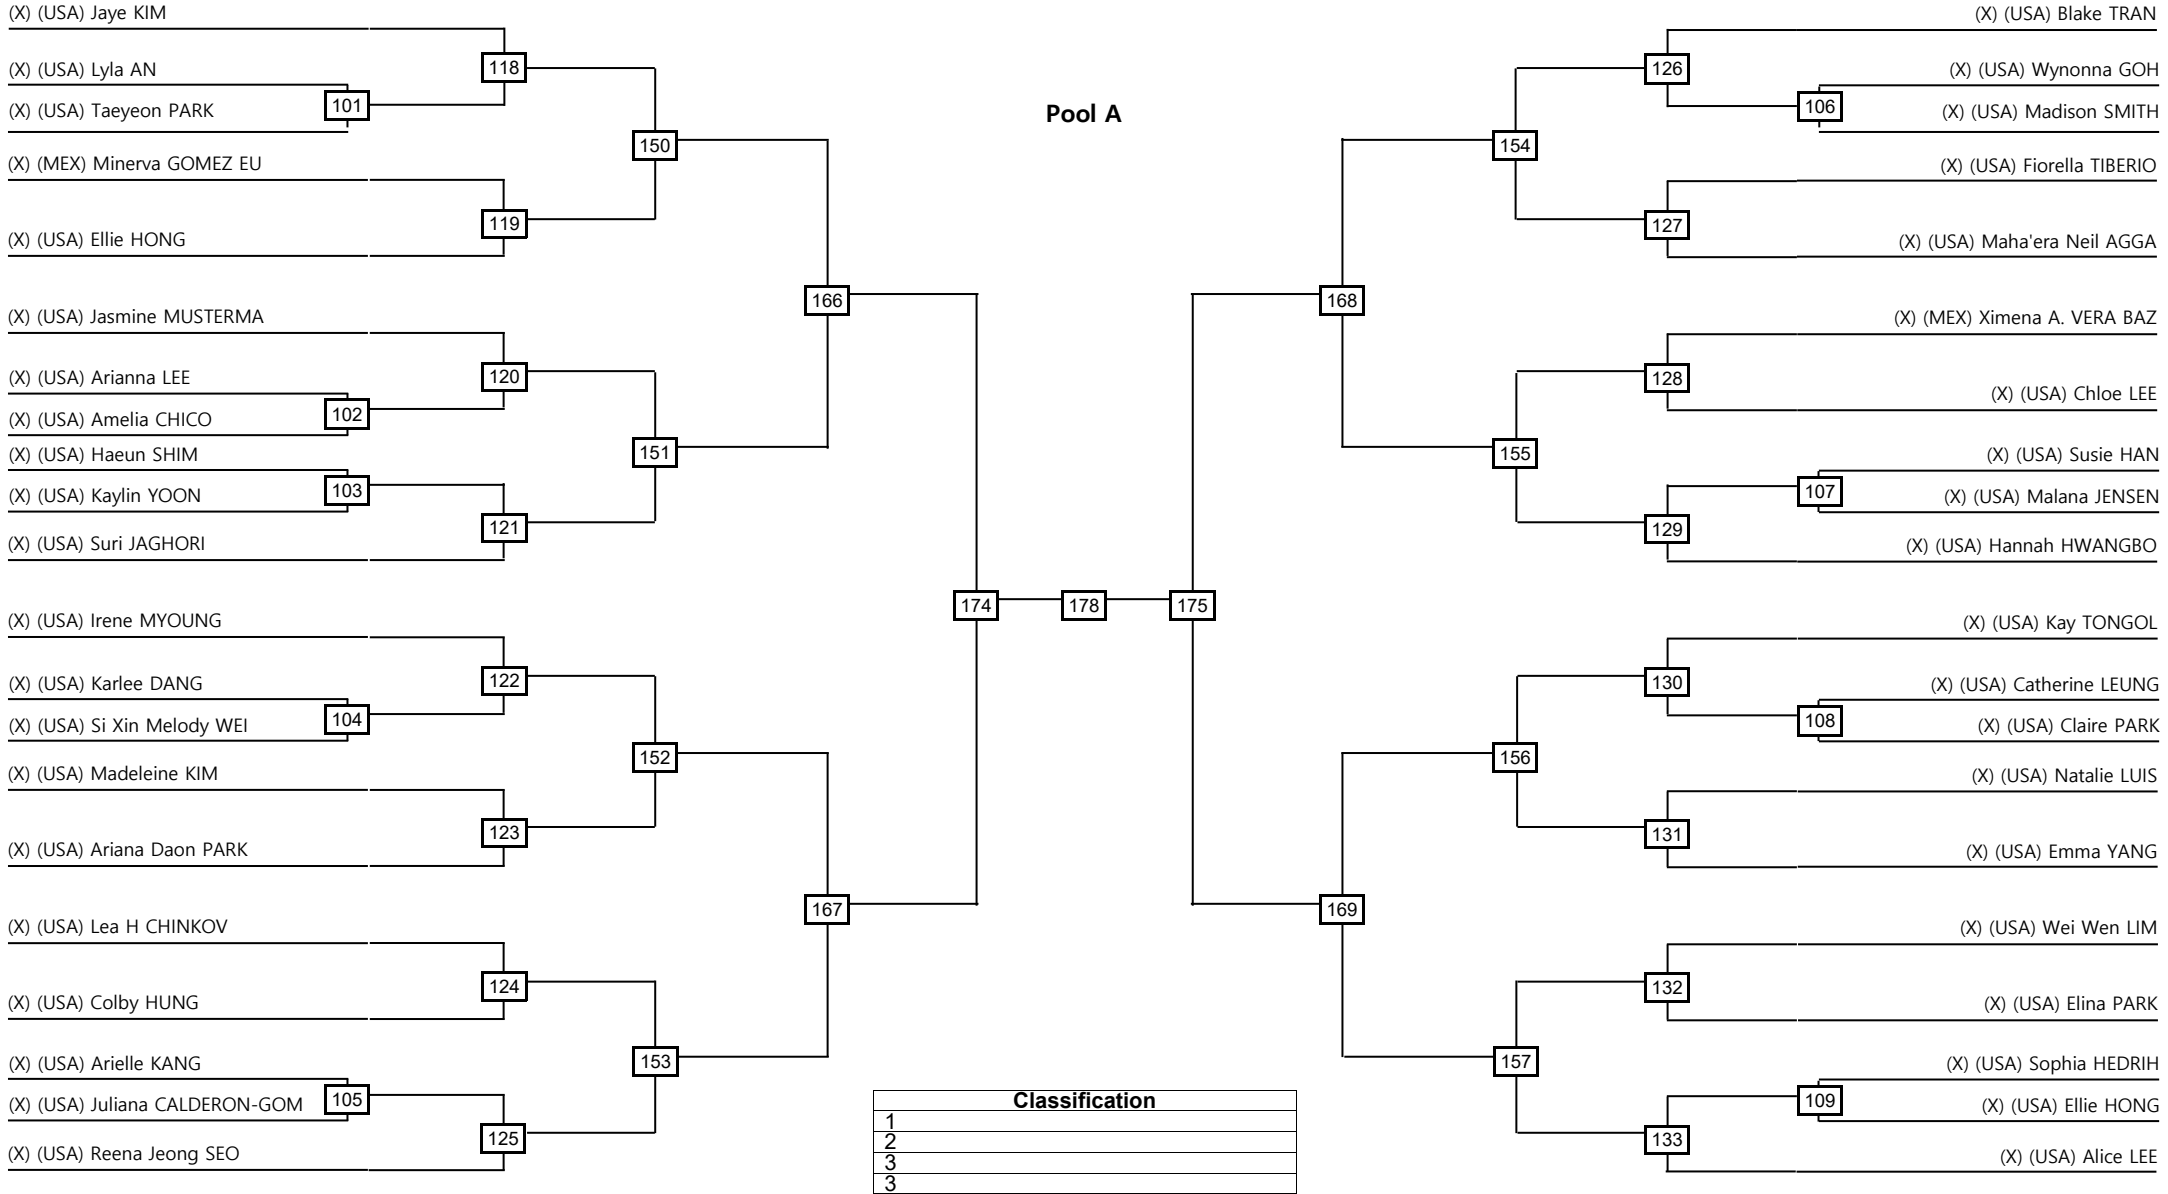 Pool A
(X) (USA) Jaye KIM
(X) (USA) Lyla AN
(X) (USA) Taeyeon PARK
(X) (MEX) Minerva GOMEZ EU
(X) (USA) Ellie HONG
(X) (USA) Jasmine MUSTERMA
(X) (USA) Arianna LEE
(X) (USA) Amelia CHICO
(X) (USA) Haeun SHIM
(X) (USA) Kaylin YOON
(X) (USA) Suri JAGHORI
(X) (USA) Irene MYOUNG
(X) (USA) Karlee DANG
(X) (USA) Si Xin Melody WEI
(X) (USA) Madeleine KIM
(X) (USA) Ariana Daon PARK
(X) (USA) Lea H CHINKOV
(X) (USA) Colby HUNG
(X) (USA) Arielle KANG
(X) (USA) Juliana CALDERON-GOM
(X) (USA) Reena Jeong SEO
101
102
103
104
105
118
119
120
121
122
123
124
125
150
151
152
153
166
167
174
178
175
168
169
154
155
156
157
126
127
128
129
130
131
132
133
106
107
108
109
(X) (USA) Blake TRAN
(X) (USA) Wynonna GOH
(X) (USA) Madison SMITH
(X) (USA) Fiorella TIBERIO
(X) (USA) Maha'era Neil AGGA
(X) (MEX) Ximena A. VERA BAZ
(X) (USA) Chloe LEE
(X) (USA) Susie HAN
(X) (USA) Malana JENSEN
(X) (USA) Hannah HWANGBO
(X) (USA) Kay TONGOL
(X) (USA) Catherine LEUNG
(X) (USA) Claire PARK
(X) (USA) Natalie LUIS
(X) (USA) Emma YANG
(X) (USA) Wei Wen LIM
(X) (USA) Elina PARK
(X) (USA) Sophia HEDRIH
(X) (USA) Ellie HONG
(X) (USA) Alice LEE
Classification
1
2
3
3